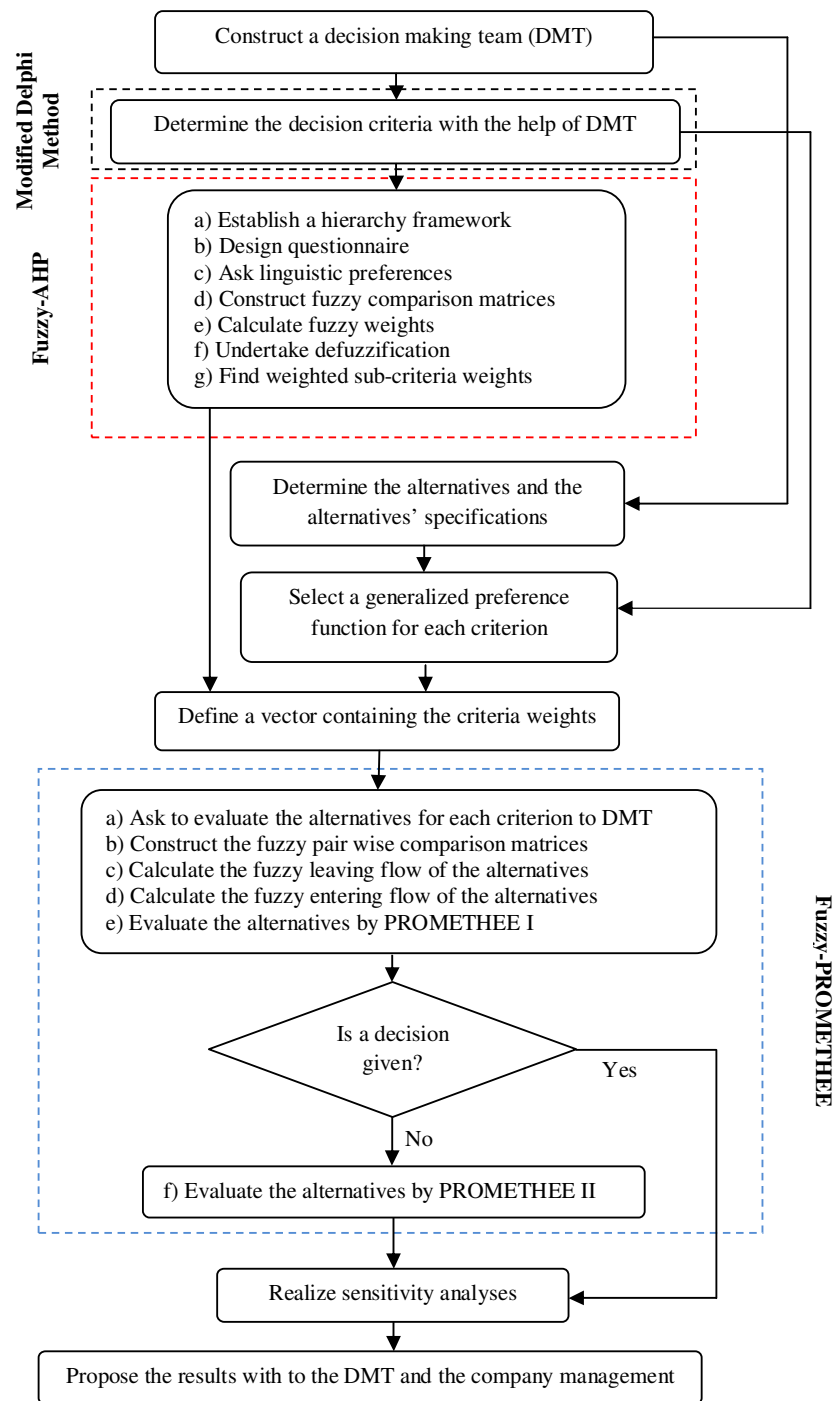 Construct a decision making team (DMT)
Modified Delphi
Method
Determine the decision criteria with the help of DMT
Fuzzy-AHP
a) Establish a hierarchy framework
b) Design questionnaire
c) Ask linguistic preferences
d) Construct fuzzy comparison matrices
e) Calculate fuzzy weights
f) Undertake defuzzification
g) Find weighted sub-criteria weights
Determine the alternatives and the
alternatives’ specifications
Select a generalized preference
function for each criterion
Define a vector containing the criteria weights
Fuzzy-PROMETHEE
a) Ask to evaluate the alternatives for each criterion to DMT
b) Construct the fuzzy pair wise comparison matrices
c) Calculate the fuzzy leaving flow of the alternatives
d) Calculate the fuzzy entering flow of the alternatives
e) Evaluate the alternatives by PROMETHEE I
Is a decision
given?
Yes
No
f) Evaluate the alternatives by PROMETHEE II
Realize sensitivity analyses
Propose the results with to the DMT and the company management